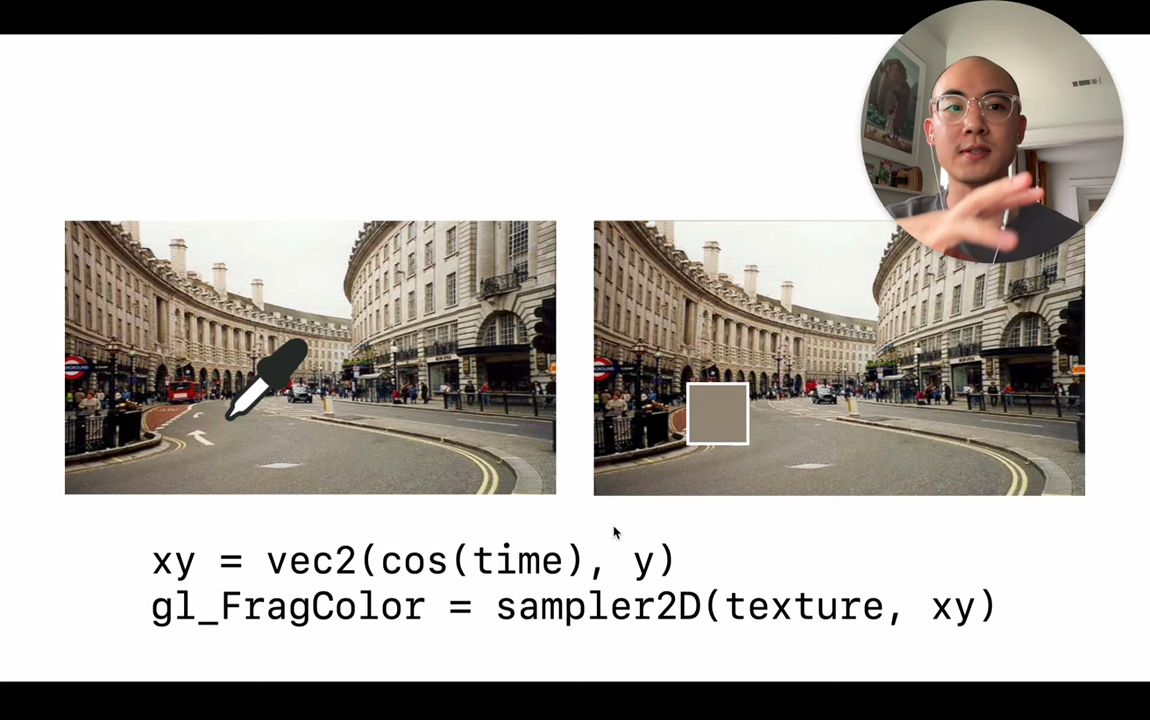 xy = vec2(cos(time), y)
gl_FragColor = sampler2D(texture, xy)